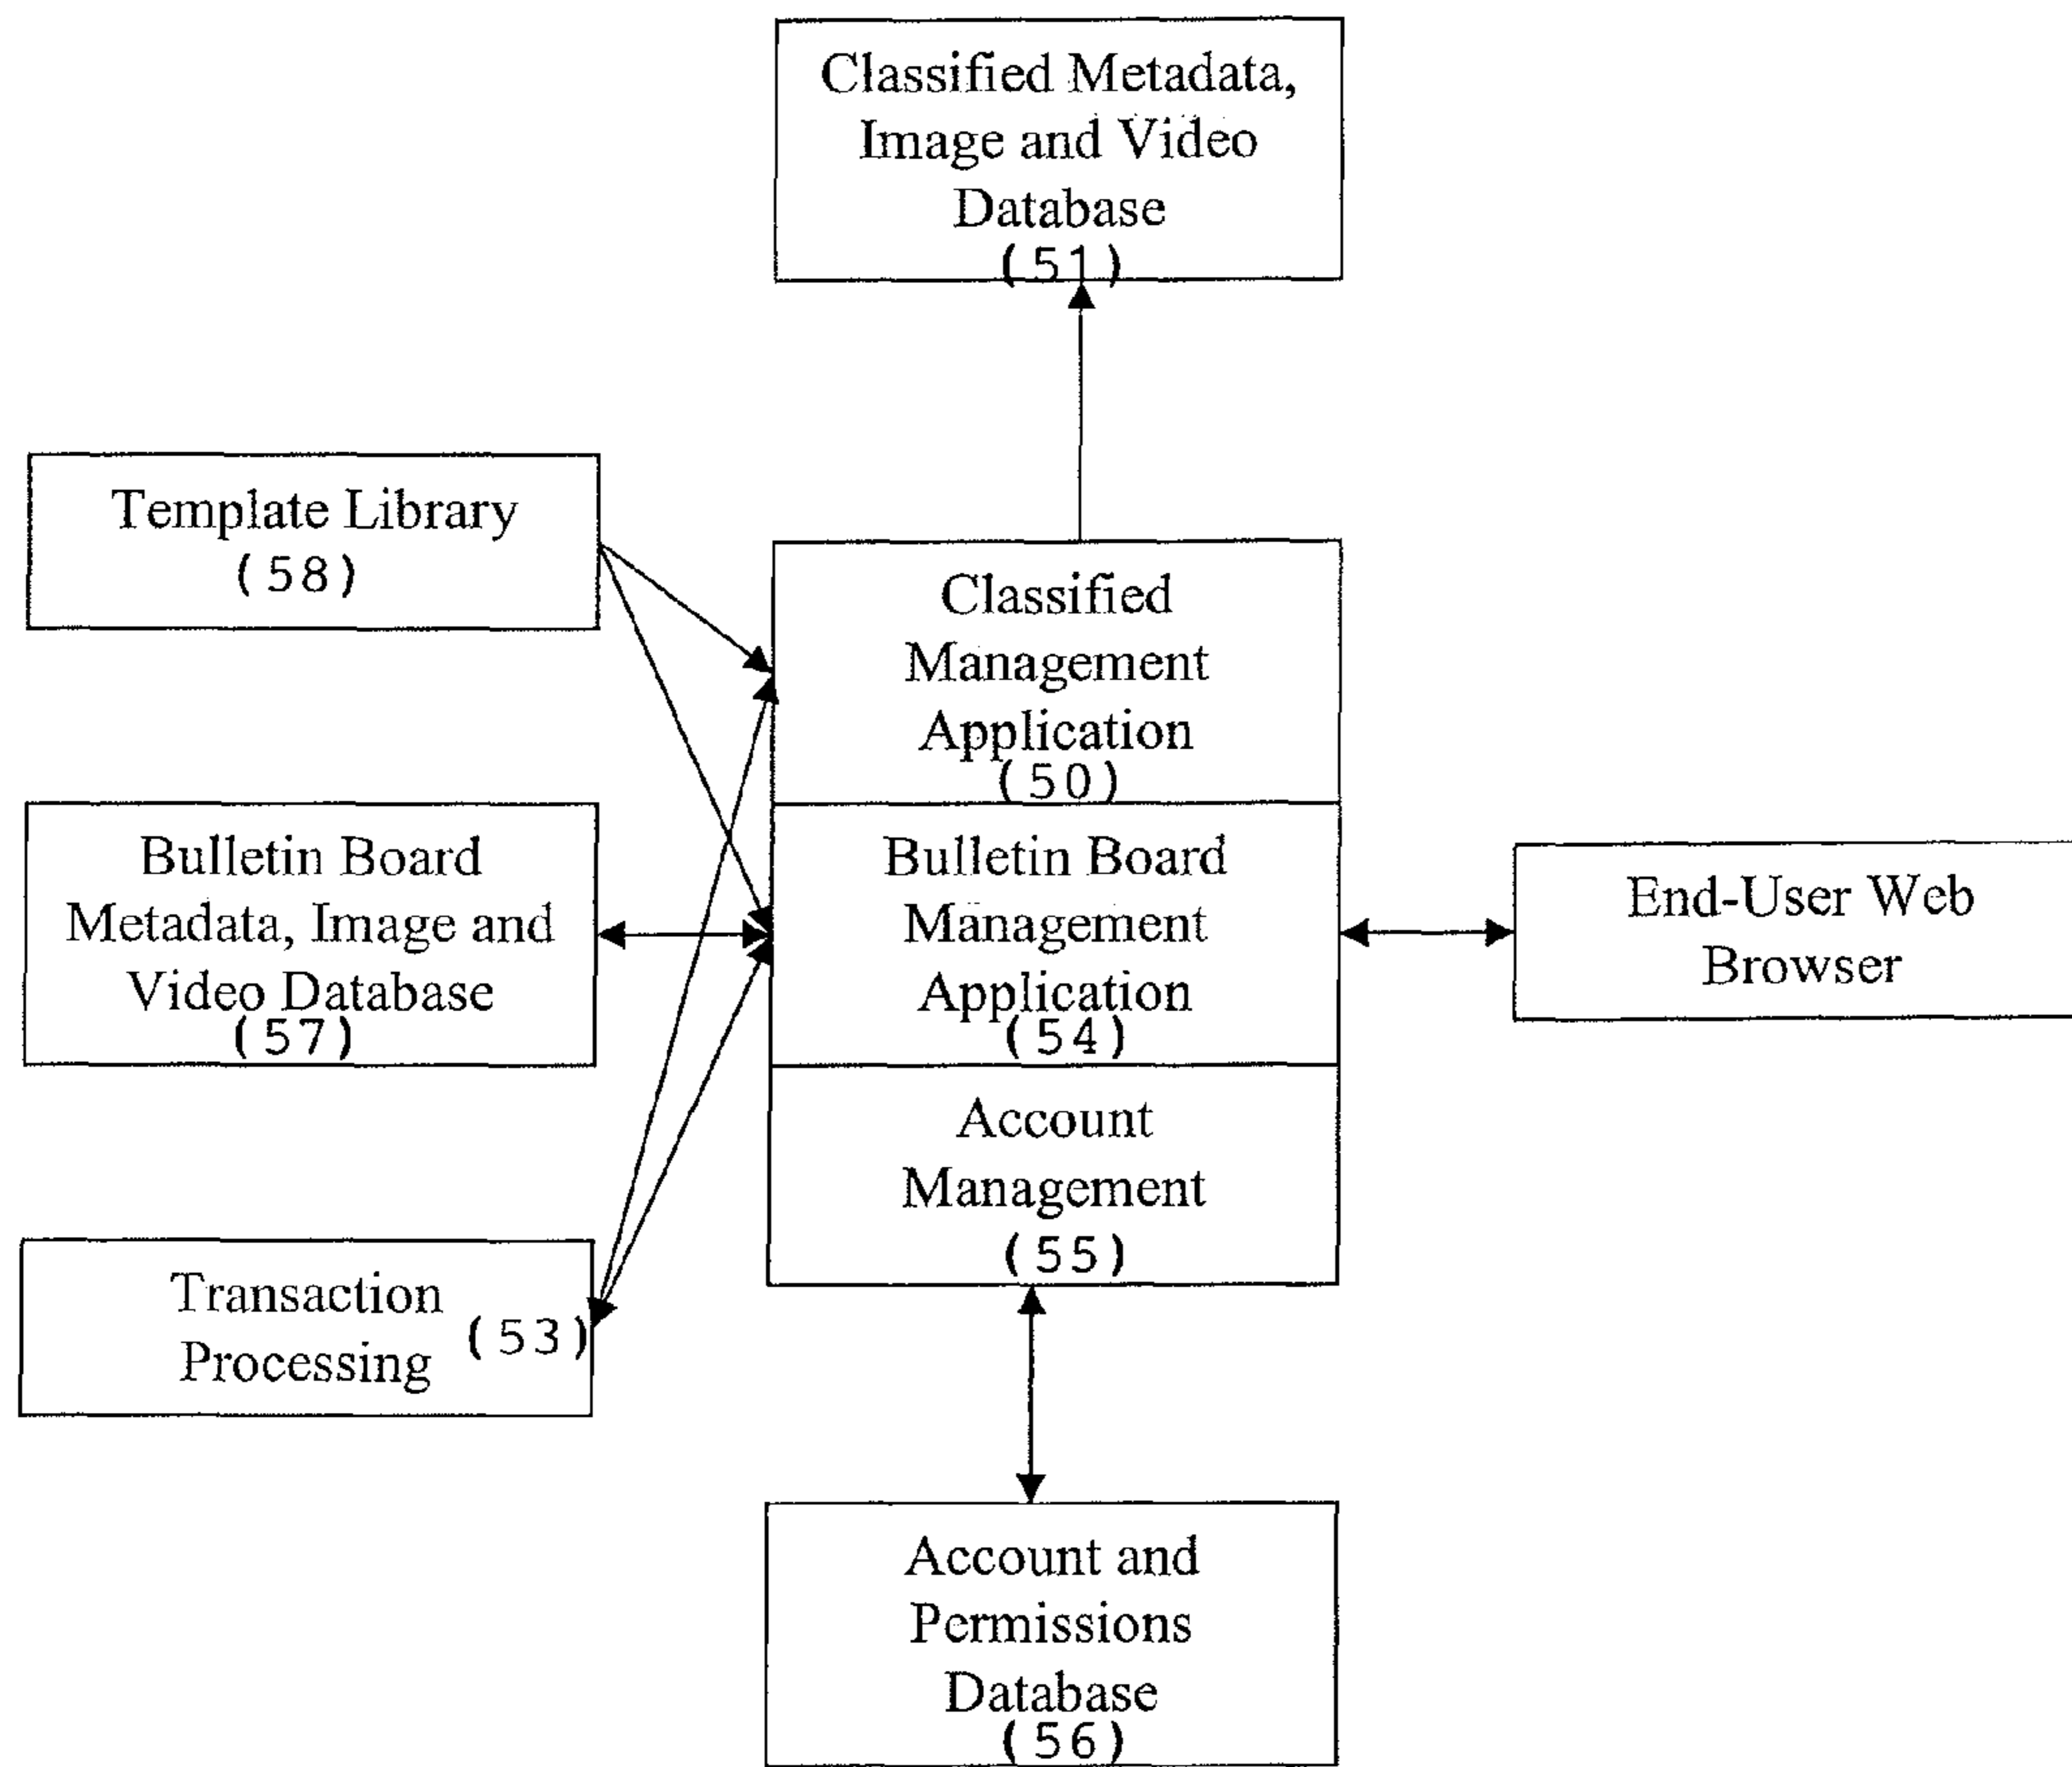 Classified Metadata,
Image and Video
Database
(51)
Template Library
(58)
Classified
Management
Application
(50)
Bulletin Board
Metadata, Image and
Video Database
(57)
Bulletin Board
Management
Application
(54)
End-User Web
Browser
Account
Management
(55)
Transaction
Processing (53)
Account and
Permissions
Database
(56)